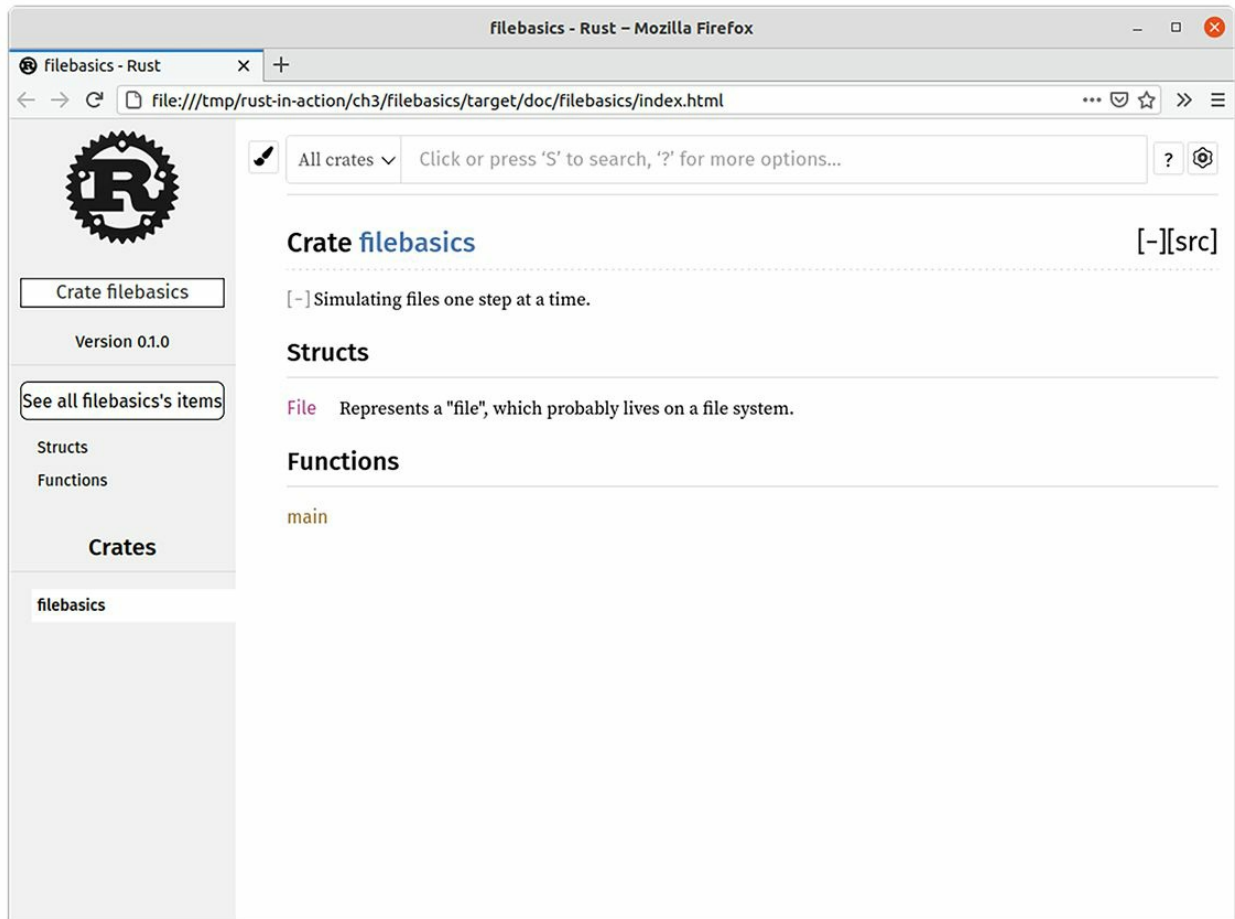 filebasics - Rust – Mozilla Firefox
filebasics - Rust
file:///tmp/rust-in-action/ch3/filebasics/target/doc/filebasics/index.html
R
Crate filebasics
Version 0.1.0
See all filebasics's items
Structs
Functions
Crates
filebasics
All crates
Click or press ‘S’ to search, ‘?’ for more options...
?
Crate filebasics
[-][src]
[-] Simulating files one step at a time.
Structs
File Represents a "file", which probably lives on a file system.
Functions
main